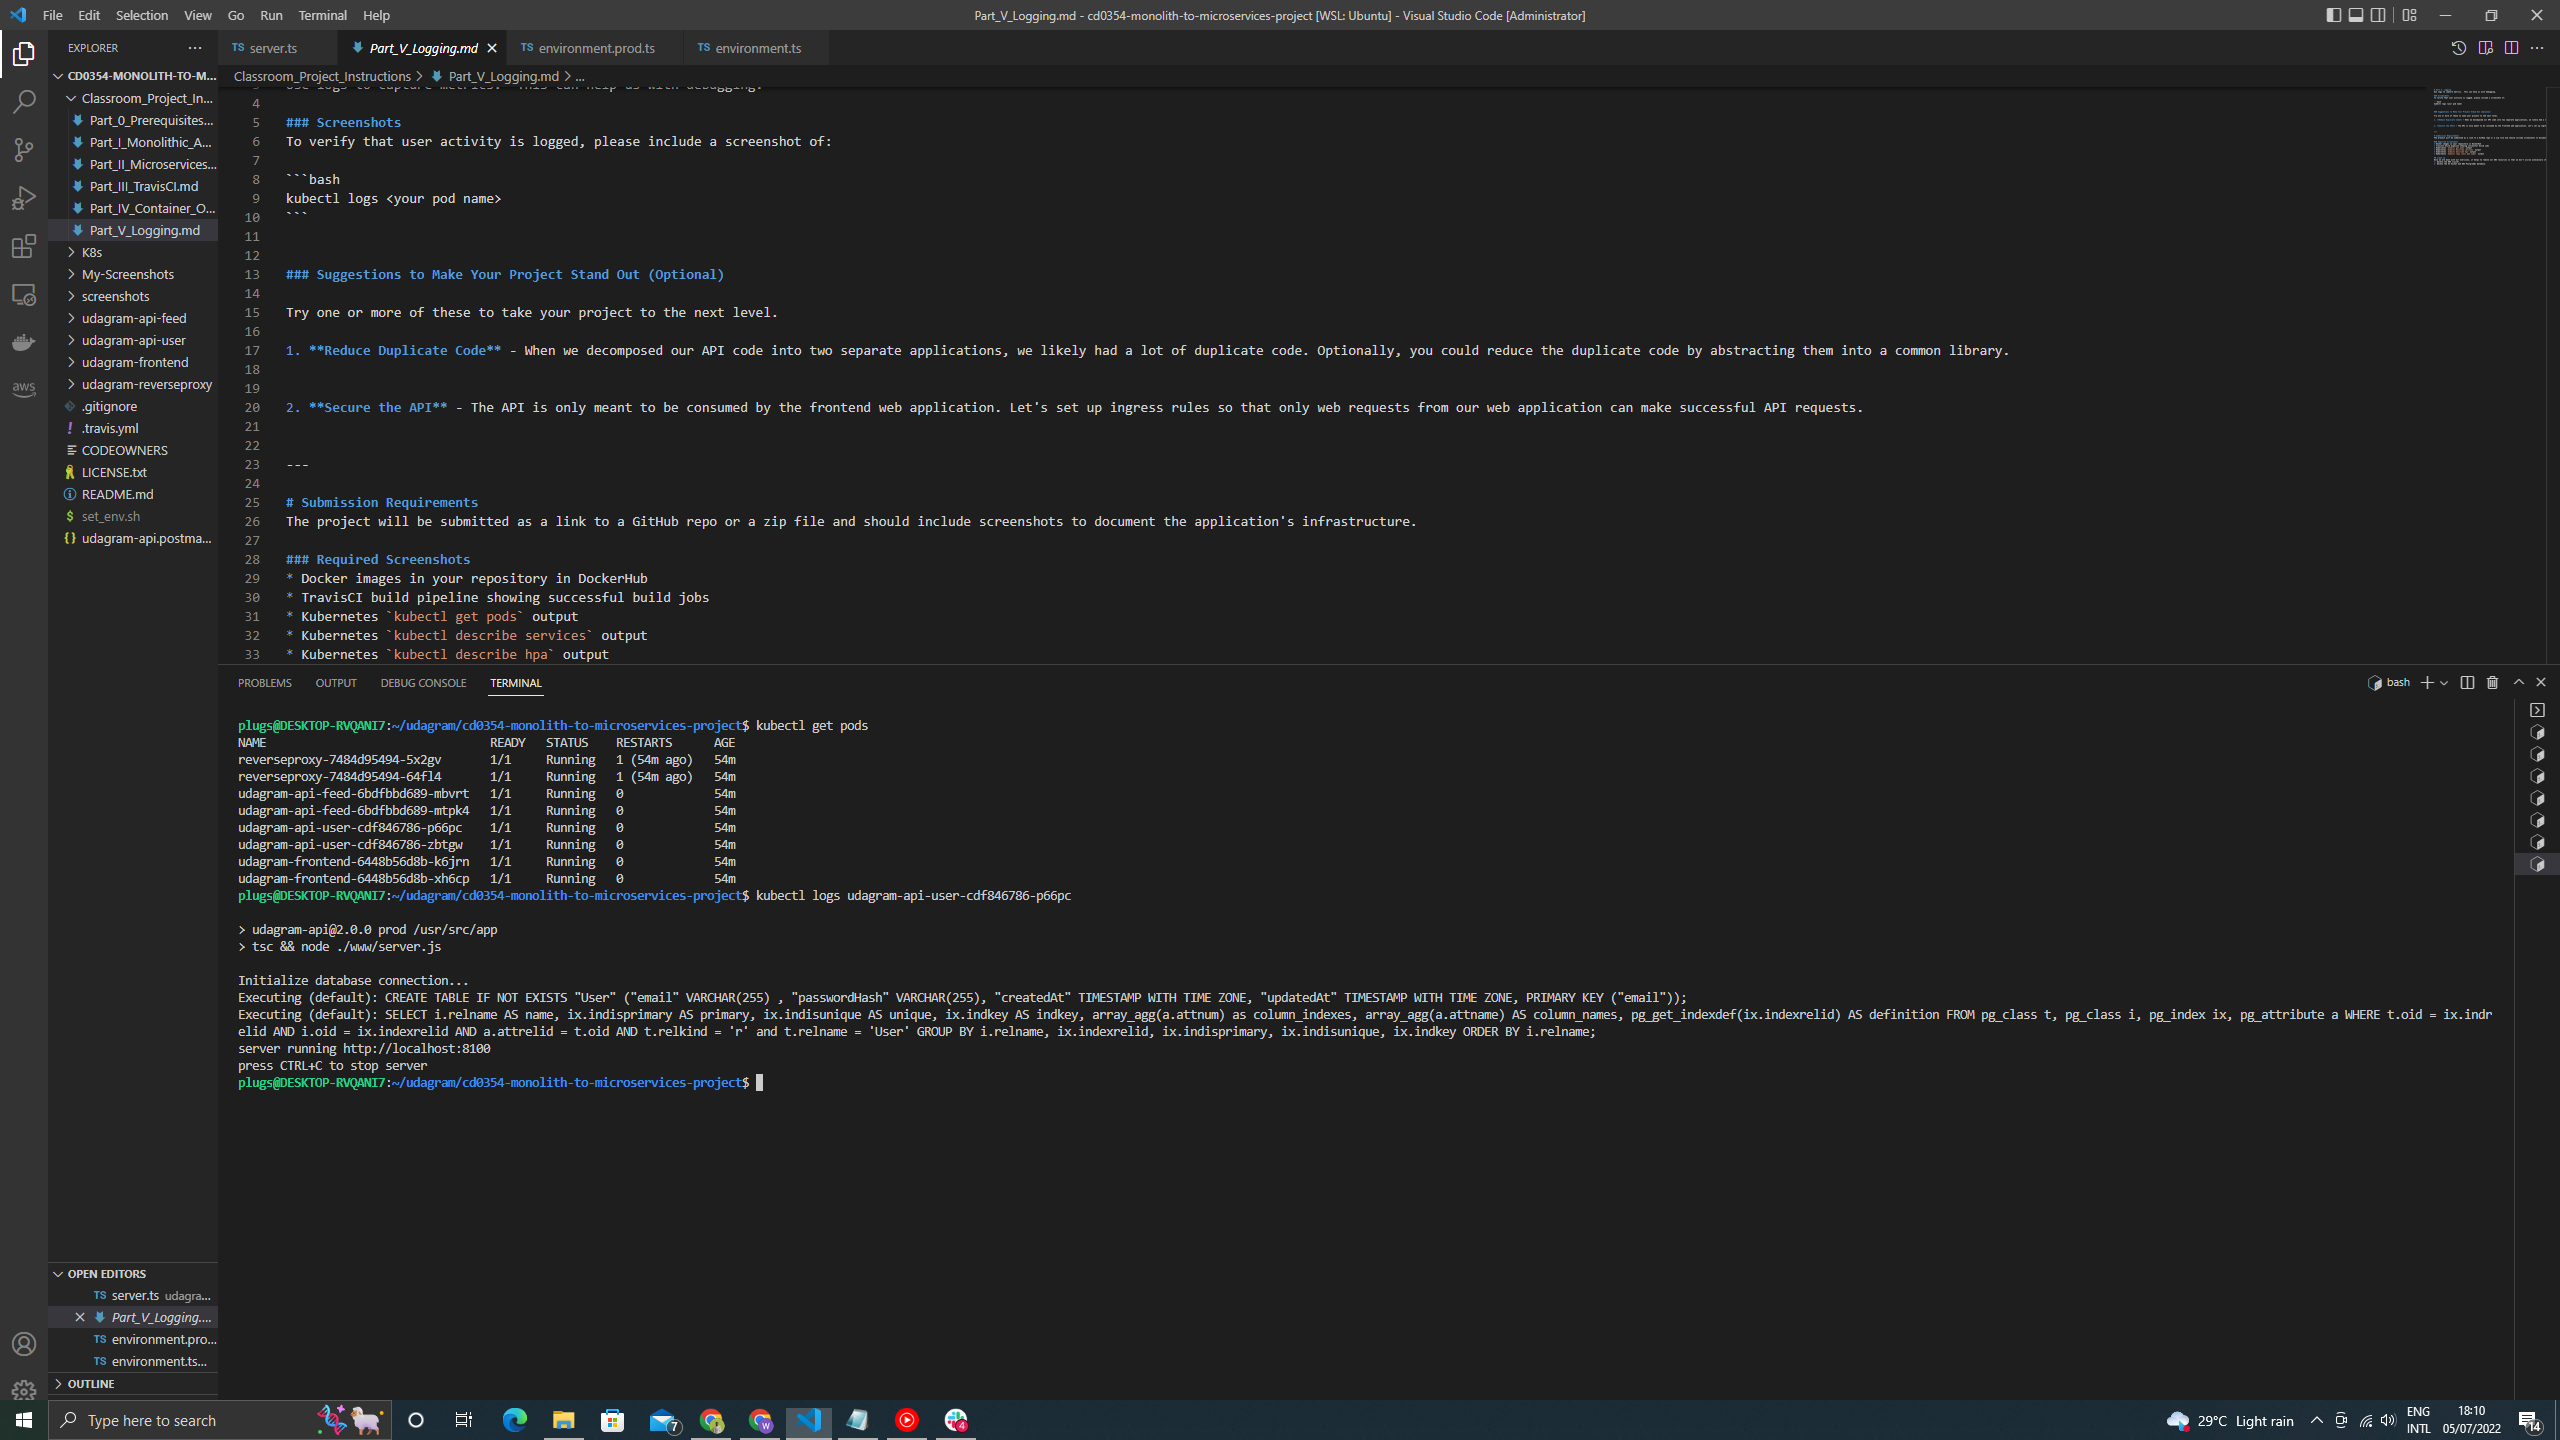 File Edit Selection View Go Run Terminal Help
Part_V_Logging.md - cd0354-monolith-to-microservices-project [WSL: Ubuntu] - Visual Studio Code [Administrator]
EXPLORER
CD0354-MONOLITH-TO-M...
Classroom_Project_In...
Part_0_Prerequisites...
Part_I_Monolithic_A...
Part_II_Microservices...
Part_III_TravisCI.md
Part_IV_Container_O...
Part_V_Logging.md
K8s
My-Screenshots
screenshots
udagram-api-feed
udagram-api-user
udagram-frontend
udagram-reverseproxy
.gitignore
.travis.yml
CODEOWNERS
LICENSE.txt
README.md
set_env.sh
udagram-api.postma...
aws
OPEN EDITORS
TS server.ts udagra...
Part_V_Logging....
TS environment.pro...
TS environment.ts...
OUTLINE
TS server.ts Part_V_Logging.md TS environment.prod.ts TS environment.ts
Classroom_Project_Instructions > Part_V_Logging.md > ...
4
5 ### Screenshots
6 To verify that user activity is logged, please include a screenshot of:
7
8 ```bash
9 kubectl logs <your pod name>
10 ```
11
12
13 ### Suggestions to Make Your Project Stand Out (Optional)
14
15 Try one or more of these to take your project to the next level.
16
17 1. **Reduce Duplicate Code** - When we decomposed our API code into two separate applications, we likely had a lot of duplicate code. Optionally, you could reduce the duplicate code by abstracting them into a common library.
18
19
20 2. **Secure the API** - The API is only meant to be consumed by the frontend web application. Let's set up ingress rules so that only web requests from our web application can make successful API requests.
21
22
23 ---
24
25 # Submission Requirements
26 The project will be submitted as a link to a GitHub repo or a zip file and should include screenshots to document the application's infrastructure.
27
28 ### Required Screenshots
29 * Docker images in your repository in DockerHub
30 * TravisCI build pipeline showing successful build jobs
31 * Kubernetes `kubectl get pods` output
32 * Kubernetes `kubectl describe services` output
33 * Kubernetes `kubectl describe hpa` output
PROBLEMS OUTPUT DEBUG CONSOLE TERMINAL
bash
plugs@DESKTOP-RVQANI7:~/udagram/cd0354-monolith-to-microservices-project$ kubectl get pods
NAME READY STATUS RESTARTS AGE
reverseproxy-7484d95494-5x2gv 1/1 Running 1 (54m ago) 54m
reverseproxy-7484d95494-64fl4 1/1 Running 1 (54m ago) 54m
udagram-api-feed-6bdfbbd689-mbvrt 1/1 Running 0 54m
udagram-api-feed-6bdfbbd689-mtpk4 1/1 Running 0 54m
udagram-api-user-cdf846786-p66pc 1/1 Running 0 54m
udagram-api-user-cdf846786-zbtgw 1/1 Running 0 54m
udagram-frontend-6448b56d8b-k6jrn 1/1 Running 0 54m
udagram-frontend-6448b56d8b-xh6cp 1/1 Running 0 54m
plugs@DESKTOP-RVQANI7:~/udagram/cd0354-monolith-to-microservices-project$ kubectl logs udagram-api-user-cdf846786-p66pc
> udagram-api@2.0.0 prod /usr/src/app
> tsc && node ./www/server.js
Initialize database connection...
Executing (default): CREATE TABLE IF NOT EXISTS "User" ("email" VARCHAR(255) , "passwordHash" VARCHAR(255), "createdAt" TIMESTAMP WITH TIME ZONE, "updatedAt" TIMESTAMP WITH TIME ZONE, PRIMARY KEY ("email"));
Executing (default): SELECT i.relname AS name, ix.indisprimary AS primary, ix.indisunique AS unique, ix.indkey AS indkey, array_agg(a.attnum) as column_indexes, array_agg(a.attname) AS column_names, pg_get_indexdef(ix.indexrelid) AS definition FROM pg_class t, pg_class i, pg_index ix, pg_attribute a WHERE t.oid = ix.indr
elid AND i.oid = ix.indexrelid AND a.attrelid = t.oid AND t.relkind = 'r' and t.relname = 'User' GROUP BY i.relname, ix.indexrelid, ix.indisprimary, ix.indisunique, ix.indkey ORDER BY i.relname;
server running http://localhost:8100
press CTRL+C to stop server
plugs@DESKTOP-RVQANI7:~/udagram/cd0354-monolith-to-microservices-project$
Type here to search
7
W
4
29°C Light rain
ENG
INTL
18:10
05/07/2022
14